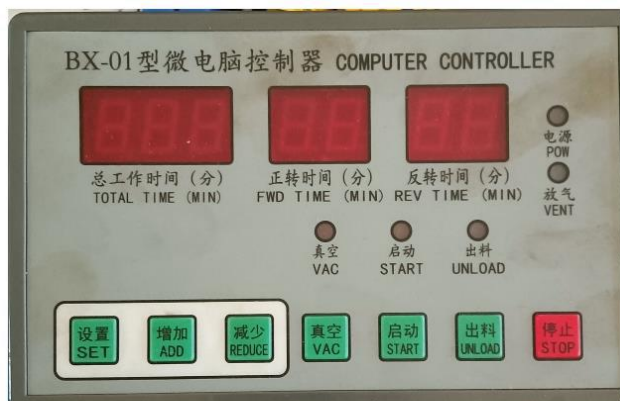 BX-01型微电脑控制器 COMPUTER CONTROLLER
总工作时间（分） 正转时间（分） 反转时间（分）
TOTAL TIME (MIN) FWD TIME (MIN) REV TIME (MIN)
电源
POW
放气
VENT
真空 启动 出料
VAC START UNLOAD
设置 增加 减少 真空 启动 出料 停止
SET ADD REDUCE VAC START UNLOAD STOP